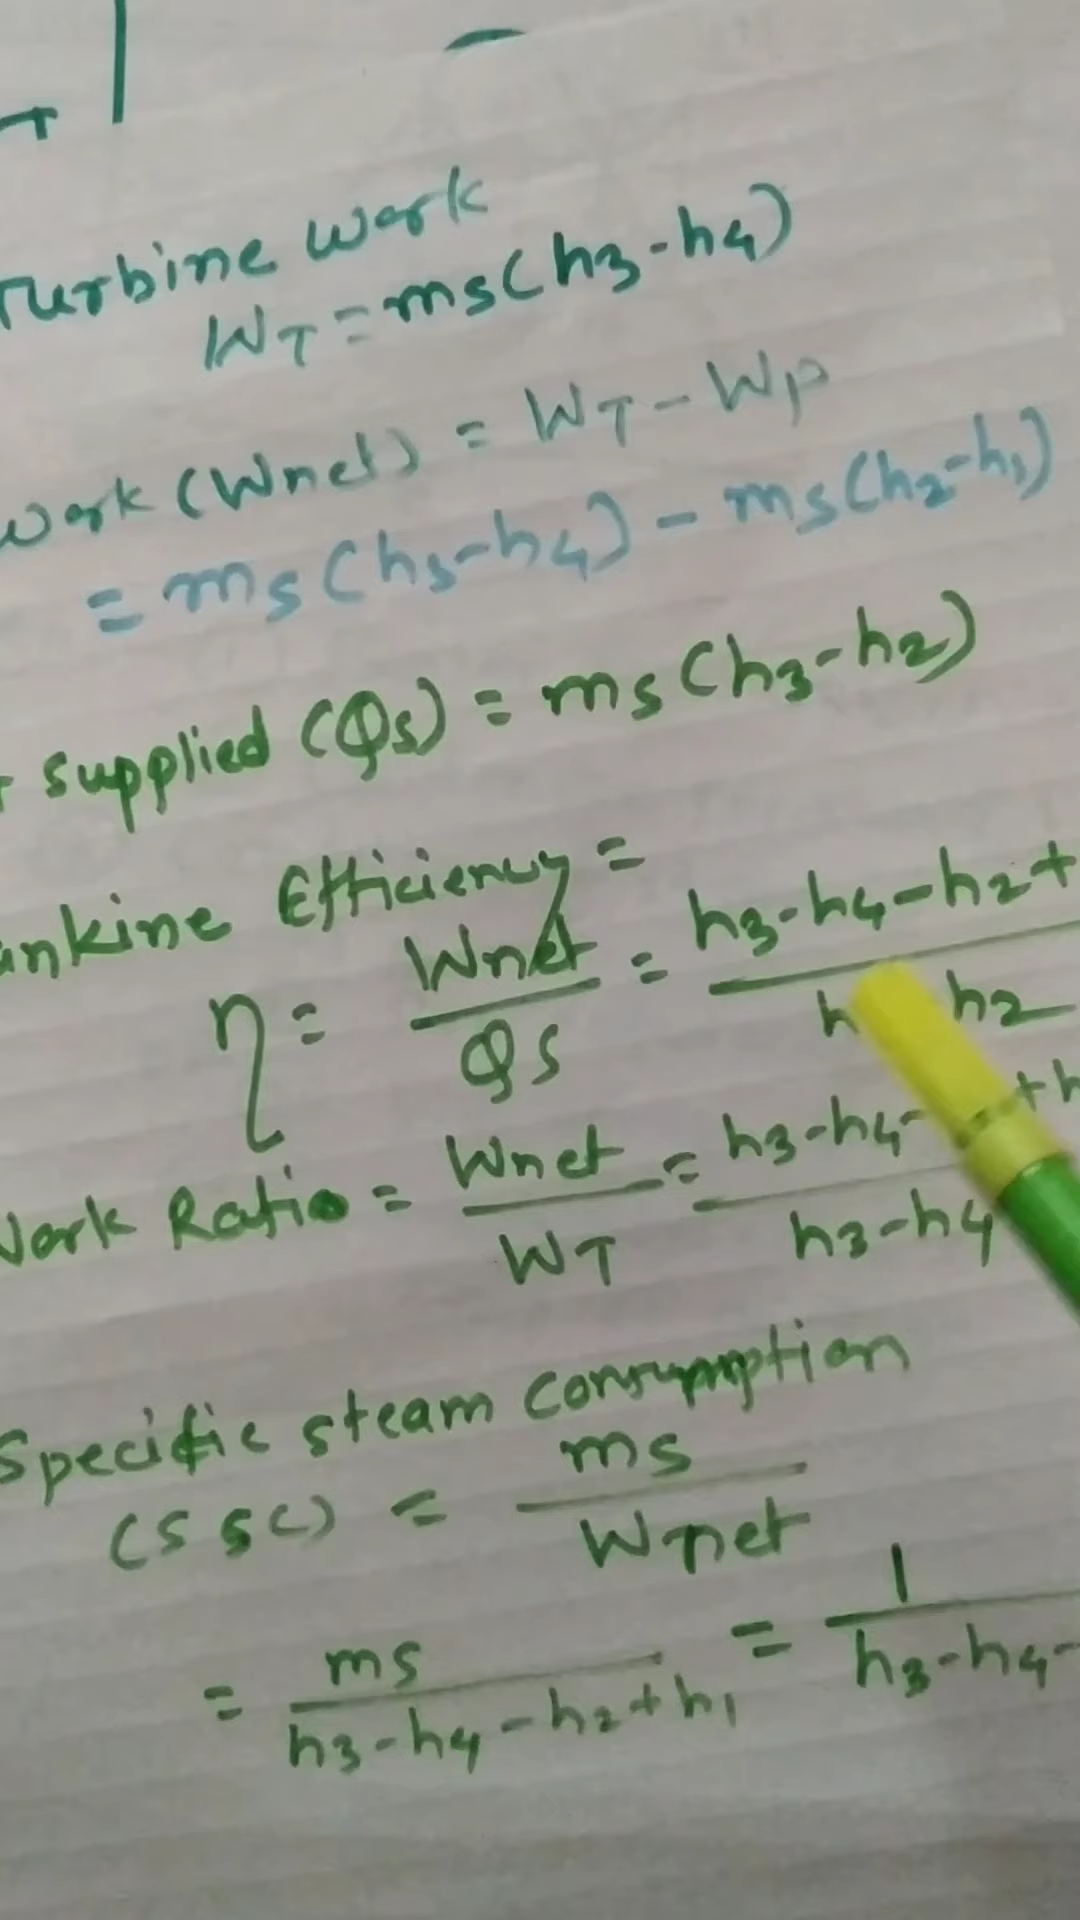 Turbine Work
WT = ms(h3-h4)
Work (Wnet) = WT - WP
= ms(h3-h4) - ms(h2-h1)
supplied (Qs) = ms(h3-h2)
ankine Efficiency =
η = Wnet/Qs = h3-h4-h2+/h h2
Work Ratio = Wnet/WT = h3-h4- +h/h3-h4
Specific steam consumption
(SSC) = ms/Wnet
= ms/h3-h4-h2+h1 = 1/h3-h4-